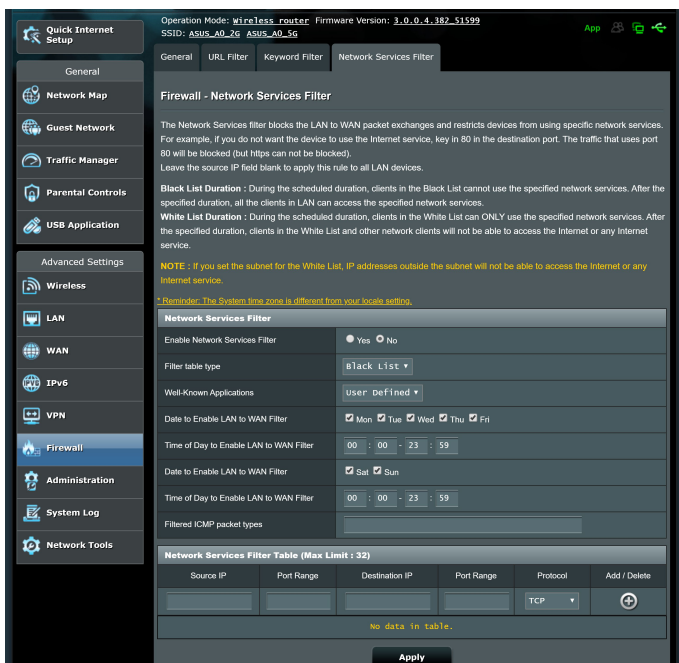 Operation Mode: Wireless router Firmware Version: 3.0.0.4.382_51599
SSID: ASUS_A0_2G ASUS_A0_5G
App
Quick Internet
Setup
General
Network Map
Guest Network
Traffic Manager
Parental Controls
USB Application
Advanced Settings
Wireless
LAN
WAN
IPv6
VPN
Firewall
Administration
System Log
Network Tools
General
URL Filter
Keyword Filter
Network Services Filter
Firewall - Network Services Filter
The Network Services filter blocks the LAN to WAN packet exchanges and restricts devices from using specific network services.
For example, if you do not want the device to use the Internet service, key in 80 in the destination port. The traffic that uses port
80 will be blocked (but https can not be blocked).
Leave the source IP field blank to apply this rule to all LAN devices.
Black List Duration : During the scheduled duration, clients in the Black List cannot use the specified network services. After the
specified duration, all the clients in LAN can access the specified network services.
White List Duration : During the scheduled duration, clients in the White List can ONLY use the specified network services. After
the specified duration, clients in the White List and other network clients will not be able to access the Internet or any Internet
service.
NOTE : If you set the subnet for the White List, IP addresses outside the subnet will not be able to access the Internet or any
Internet service.
* Reminder: The System time zone is different from your locale setting.
Network Services Filter
Enable Network Services Filter
Yes No
Filter table type
Black List
Well-Known Applications
User Defined
Date to Enable LAN to WAN Filter
Mon Tue Wed Thu Fri
Time of Day to Enable LAN to WAN Filter
00 : 00 - 23 : 59
Date to Enable LAN to WAN Filter
Sat Sun
Time of Day to Enable LAN to WAN Filter
00 : 00 - 23 : 59
Filtered ICMP packet types
Network Services Filter Table (Max Limit : 32)
Source IP Port Range Destination IP Port Range Protocol Add / Delete
TCP
No data in table.
Apply